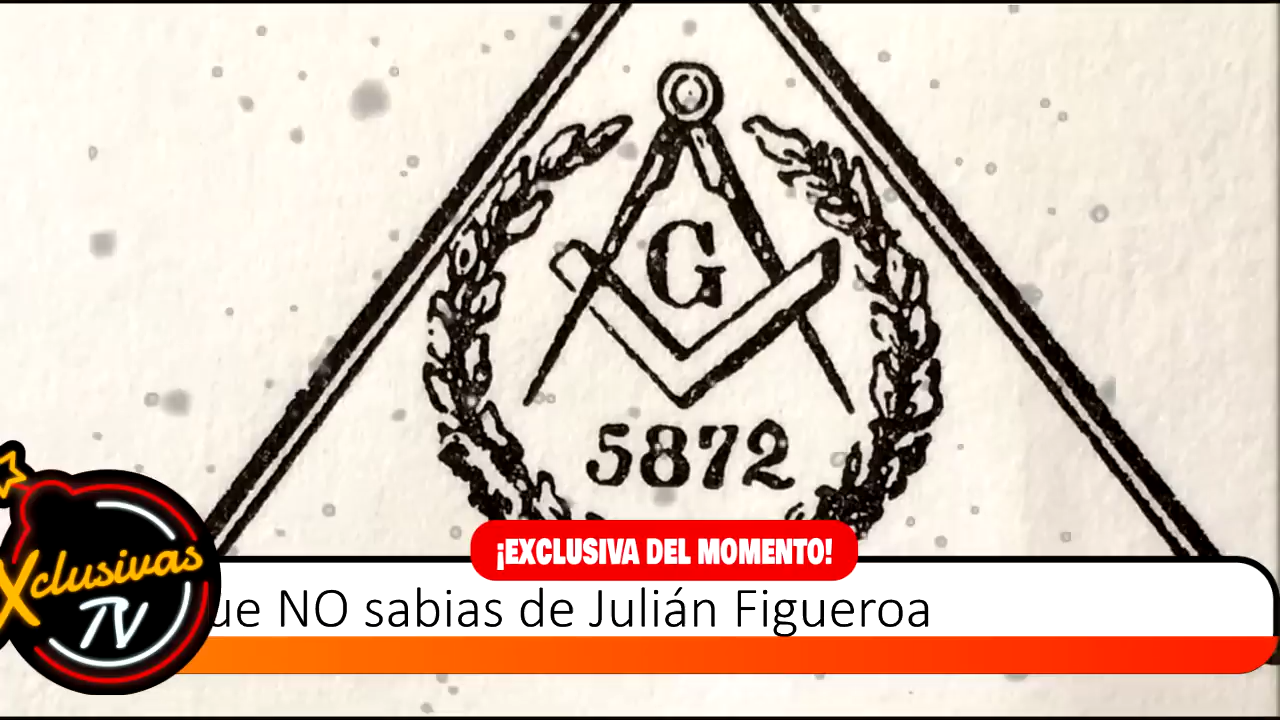 G
5872
¡EXCLUSIVA DEL MOMENTO!
ue NO sabias de Julián Figueroa
Xclusivas
TV